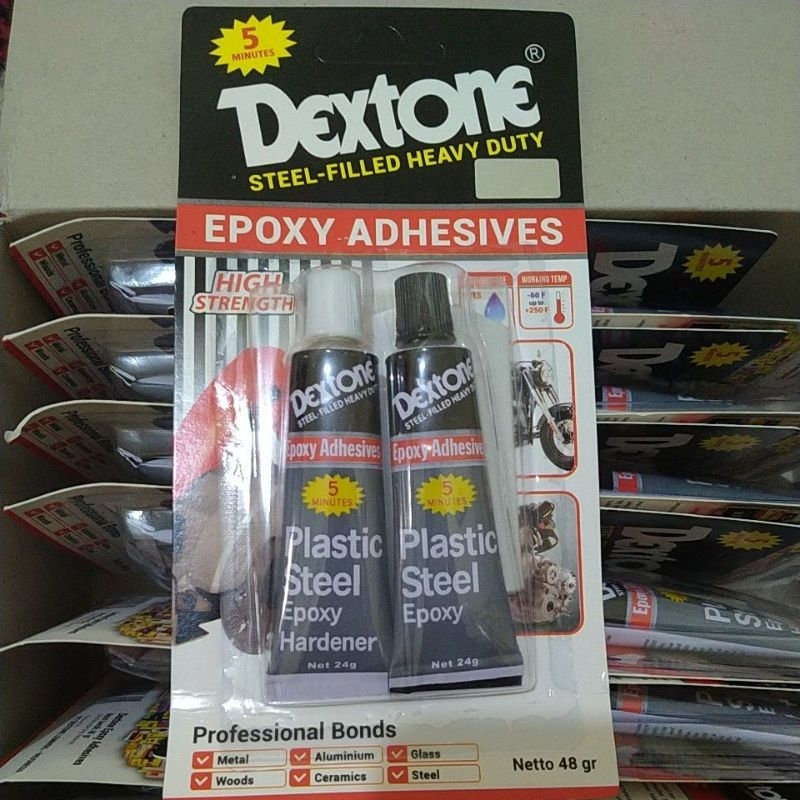 5
MINUTES
Dextone®
STEEL-FILLED HEAVY DUTY
EPOXY ADHESIVES
HIGH
STRENGTH
WORKING TEMP
-60 F
up to
+250 F
Dextone
STEEL-FILLED HEAVY DUTY
Epoxy Adhesives
5
MINUTES
Plastic
Steel
Epoxy
Hardener
Net 24g
Dextone
STEEL-FILLED HEAVY DUTY
Epoxy Adhesive
5
MINUTES
Plastic
Steel
Epoxy
Net 24g
Professional Bonds
Metal
Aluminium
Glass
Woods
Ceramics
Steel
Netto 48 gr